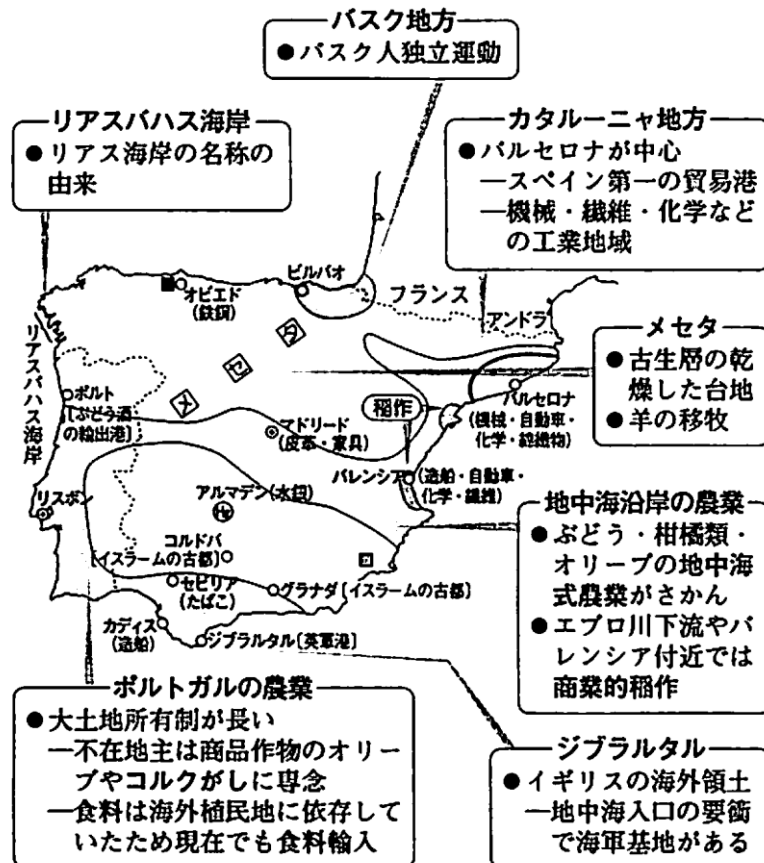 バスク地方
●バスク人独立運動
リアスバハス海岸
●リアス海岸の名称の
由来
カタルーニャ地方
●バルセロナが中心
―スペイン第一の貿易港
―機械・繊維・化学など
の工業地域
ビルバオ
オビエド
(鉄鋼)
フランス
アンドラ
メセタ
リアスバハス海岸
メセタ
●古生層の乾
燥した台地
●羊の移牧
ポルト
[ぶどう酒
の輸出港]
稲作
バルセロナ
(機械・自動車・
化学・綿織物)
マドリード
(皮革・家具)
バレンシア
(造船・自動車・
化学・繊維)
リスボン
アルマデン(水銀)
Hg
コルドバ
[イスラームの古都]
セビリア
(たばこ)
グラナダ[イスラームの古都]
カディス
(造船)
ジブラルタル[英軍港]
地中海沿岸の農業
●ぶどう・柑橘類・
オリーブの地中海
式農業がさかん
●エブロ川下流やバ
レンシア付近では
商業的稲作
ポルトガルの農業
●大土地所有制が長い
―不在地主は商品作物のオリー
ブやコルクがしに専念
―食料は海外植民地に依存して
いたため現在でも食料輸入
ジブラルタル
●イギリスの海外領土
―地中海入口の要衝
で海軍基地がある